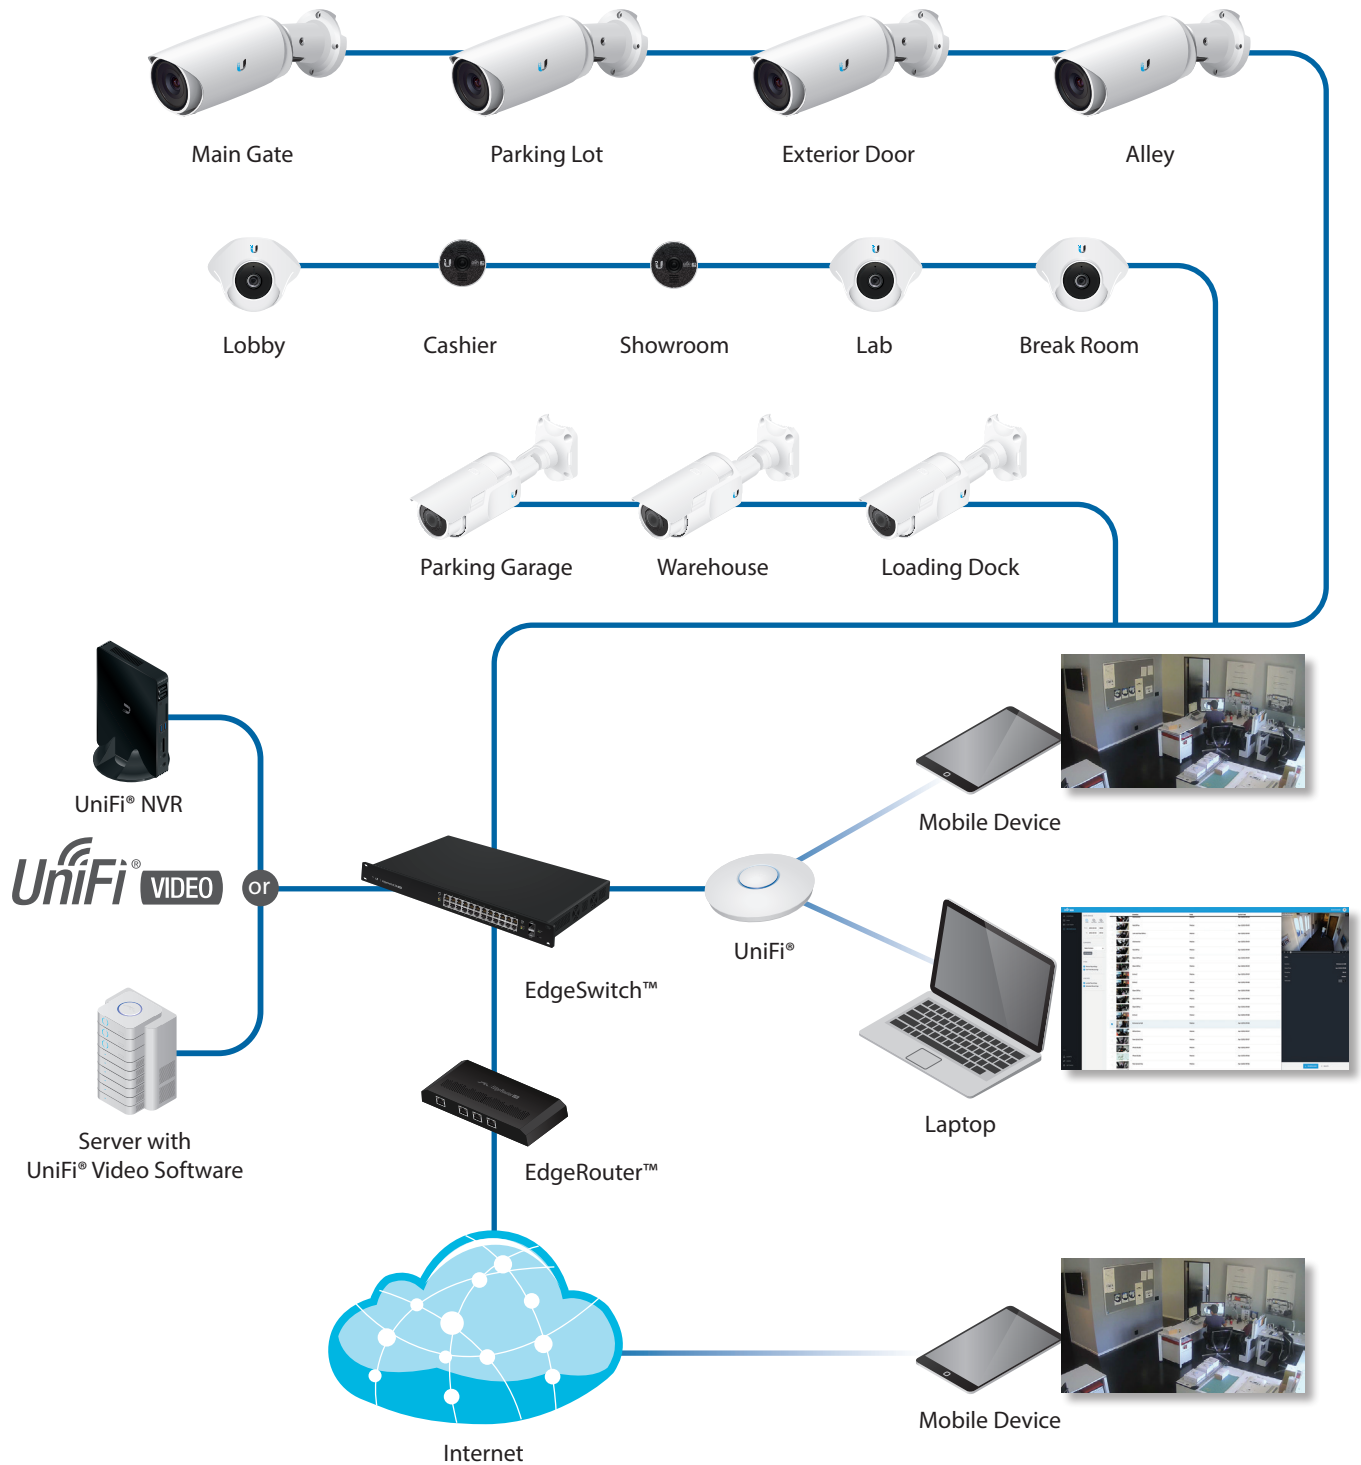 Main Gate
Parking Lot
Exterior Door
Alley
Lobby
Cashier
Showroom
Lab
Break Room
Parking Garage
Warehouse
Loading Dock
UniFi® NVR
Mobile Device
UniFi® VIDEO
or
UniFi®
EdgeSwitch™
Laptop
Server with
UniFi® Video Software
EdgeRouter™
Mobile Device
Internet